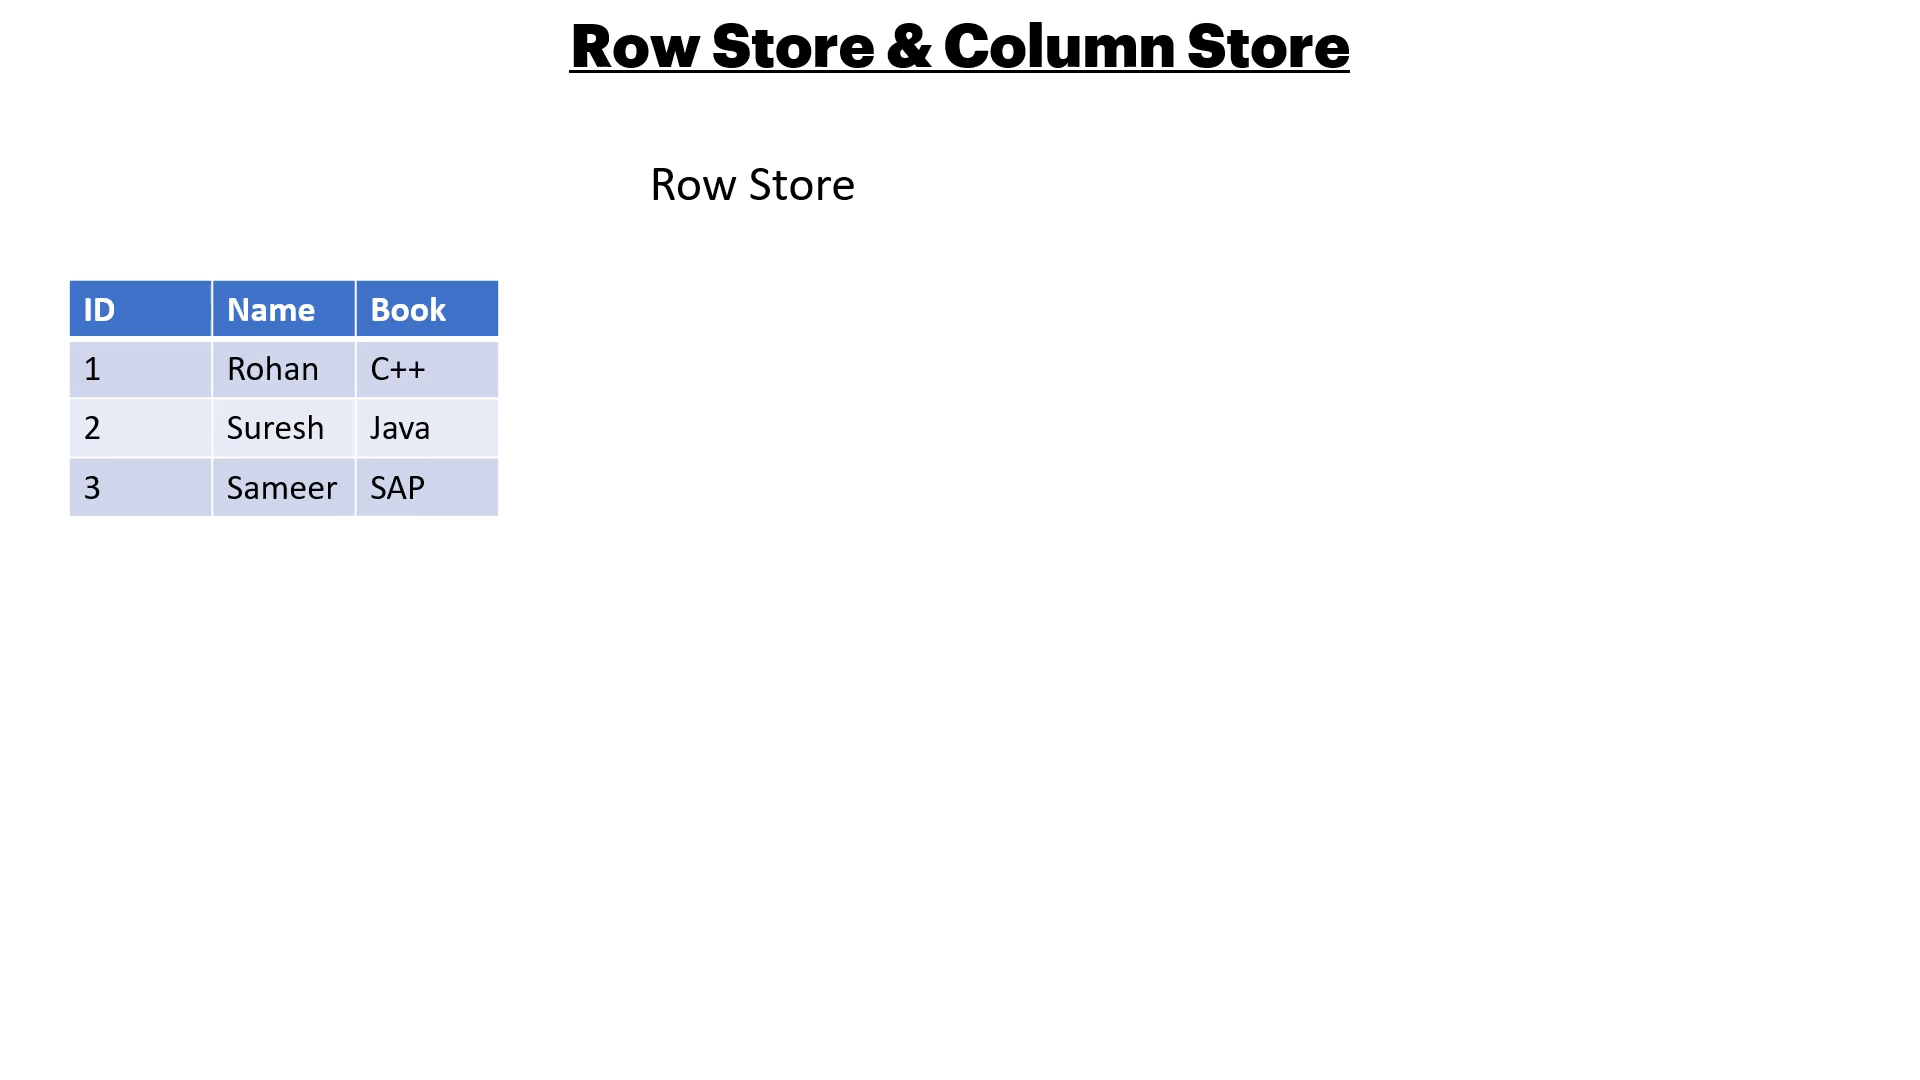 Row Store & Column Store
Row Store
ID Name Book
1 Rohan C++
2 Suresh Java
3 Sameer SAP